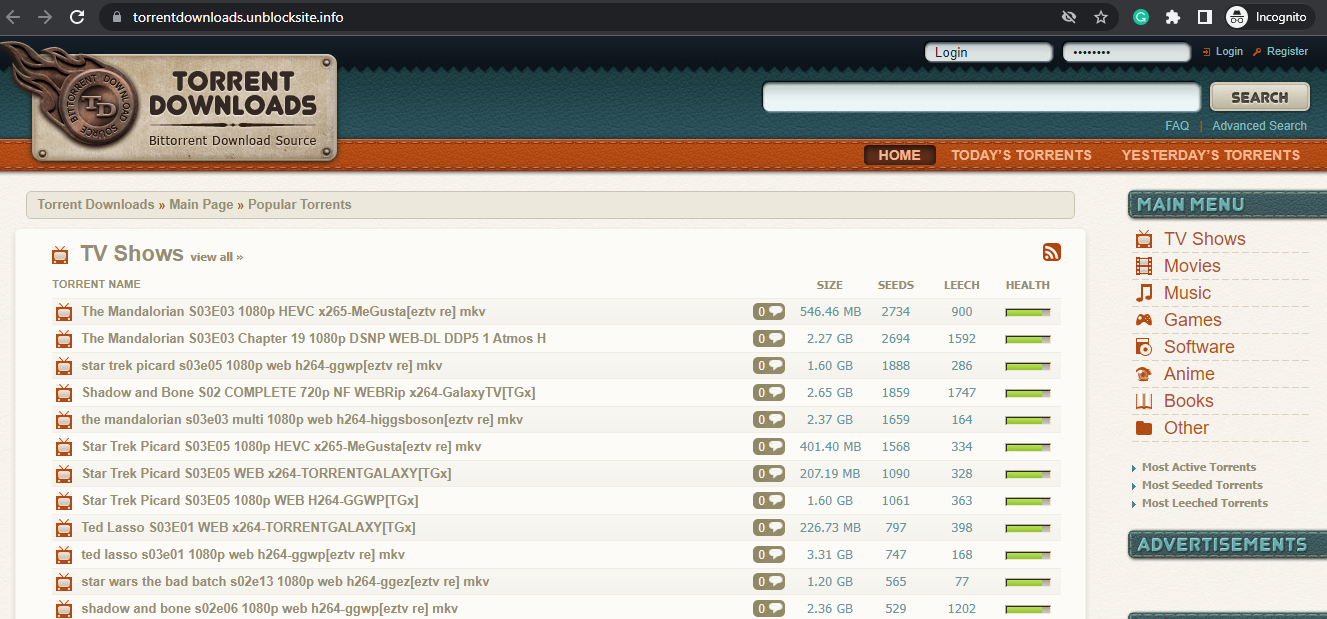 torrentdownloads.unblocksite.info
Incognito
Login
••••••••
Login
Register
TORRENT
DOWNLOADS
Bittorrent Download Source
BITTORRENT DOWNLOAD SOURCE
TD
SEARCH
FAQ | Advanced Search
HOME TODAY'S TORRENTS YESTERDAY'S TORRENTS
Torrent Downloads » Main Page » Popular Torrents
TV Shows view all »
TORRENT NAME SIZE SEEDS LEECH HEALTH
The Mandalorian S03E03 1080p HEVC x265-MeGusta[eztv re] mkv 0 546.46 MB 2734 900
The Mandalorian S03E03 Chapter 19 1080p DSNP WEB-DL DDP5 1 Atmos H 0 2.27 GB 2694 1592
star trek picard s03e05 1080p web h264-ggwp[eztv re] mkv 0 1.60 GB 1888 286
Shadow and Bone S02 COMPLETE 720p NF WEBRip x264-GalaxyTV[TGx] 0 2.65 GB 1859 1747
the mandalorian s03e03 multi 1080p web h264-higgsboson[eztv re] mkv 0 2.37 GB 1659 164
Star Trek Picard S03E05 1080p HEVC x265-MeGusta[eztv re] mkv 0 401.40 MB 1568 334
Star Trek Picard S03E05 WEB x264-TORRENTGALAXY[TGx] 0 207.19 MB 1090 328
Star Trek Picard S03E05 1080p WEB H264-GGWP[TGx] 0 1.60 GB 1061 363
Ted Lasso S03E01 WEB x264-TORRENTGALAXY[TGx] 0 226.73 MB 797 398
ted lasso s03e01 1080p web h264-ggwp[eztv re] mkv 0 3.31 GB 747 168
star wars the bad batch s02e13 1080p web h264-ggez[eztv re] mkv 0 1.20 GB 565 77
shadow and bone s02e06 1080p web h264-ggwp[eztv re] mkv 0 2.36 GB 529 1202
MAIN MENU
TV Shows
Movies
Music
Games
Software
Anime
Books
Other
Most Active Torrents
Most Seeded Torrents
Most Leeched Torrents
ADVERTISEMENTS